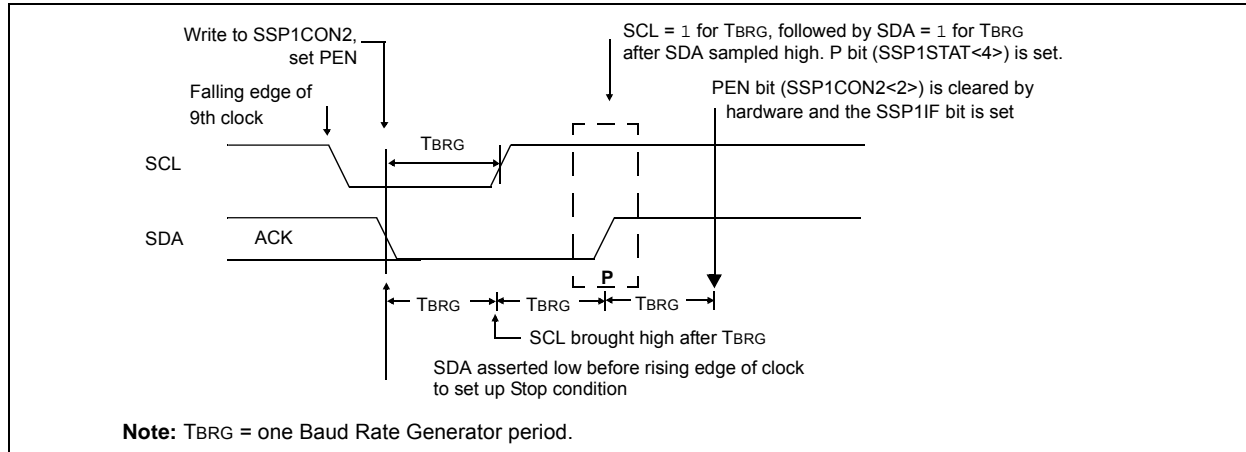 Write to SSP1CON2,
set PEN
SCL = 1 for TBRG, followed by SDA = 1 for TBRG
after SDA sampled high. P bit (SSP1STAT<4>) is set.
Falling edge of
9th clock
PEN bit (SSP1CON2<2>) is cleared by
hardware and the SSP1IF bit is set
TBRG
SCL
SDA
ACK
P
TBRG
TBRG
TBRG
SCL brought high after TBRG
SDA asserted low before rising edge of clock
to set up Stop condition
Note: TBRG = one Baud Rate Generator period.